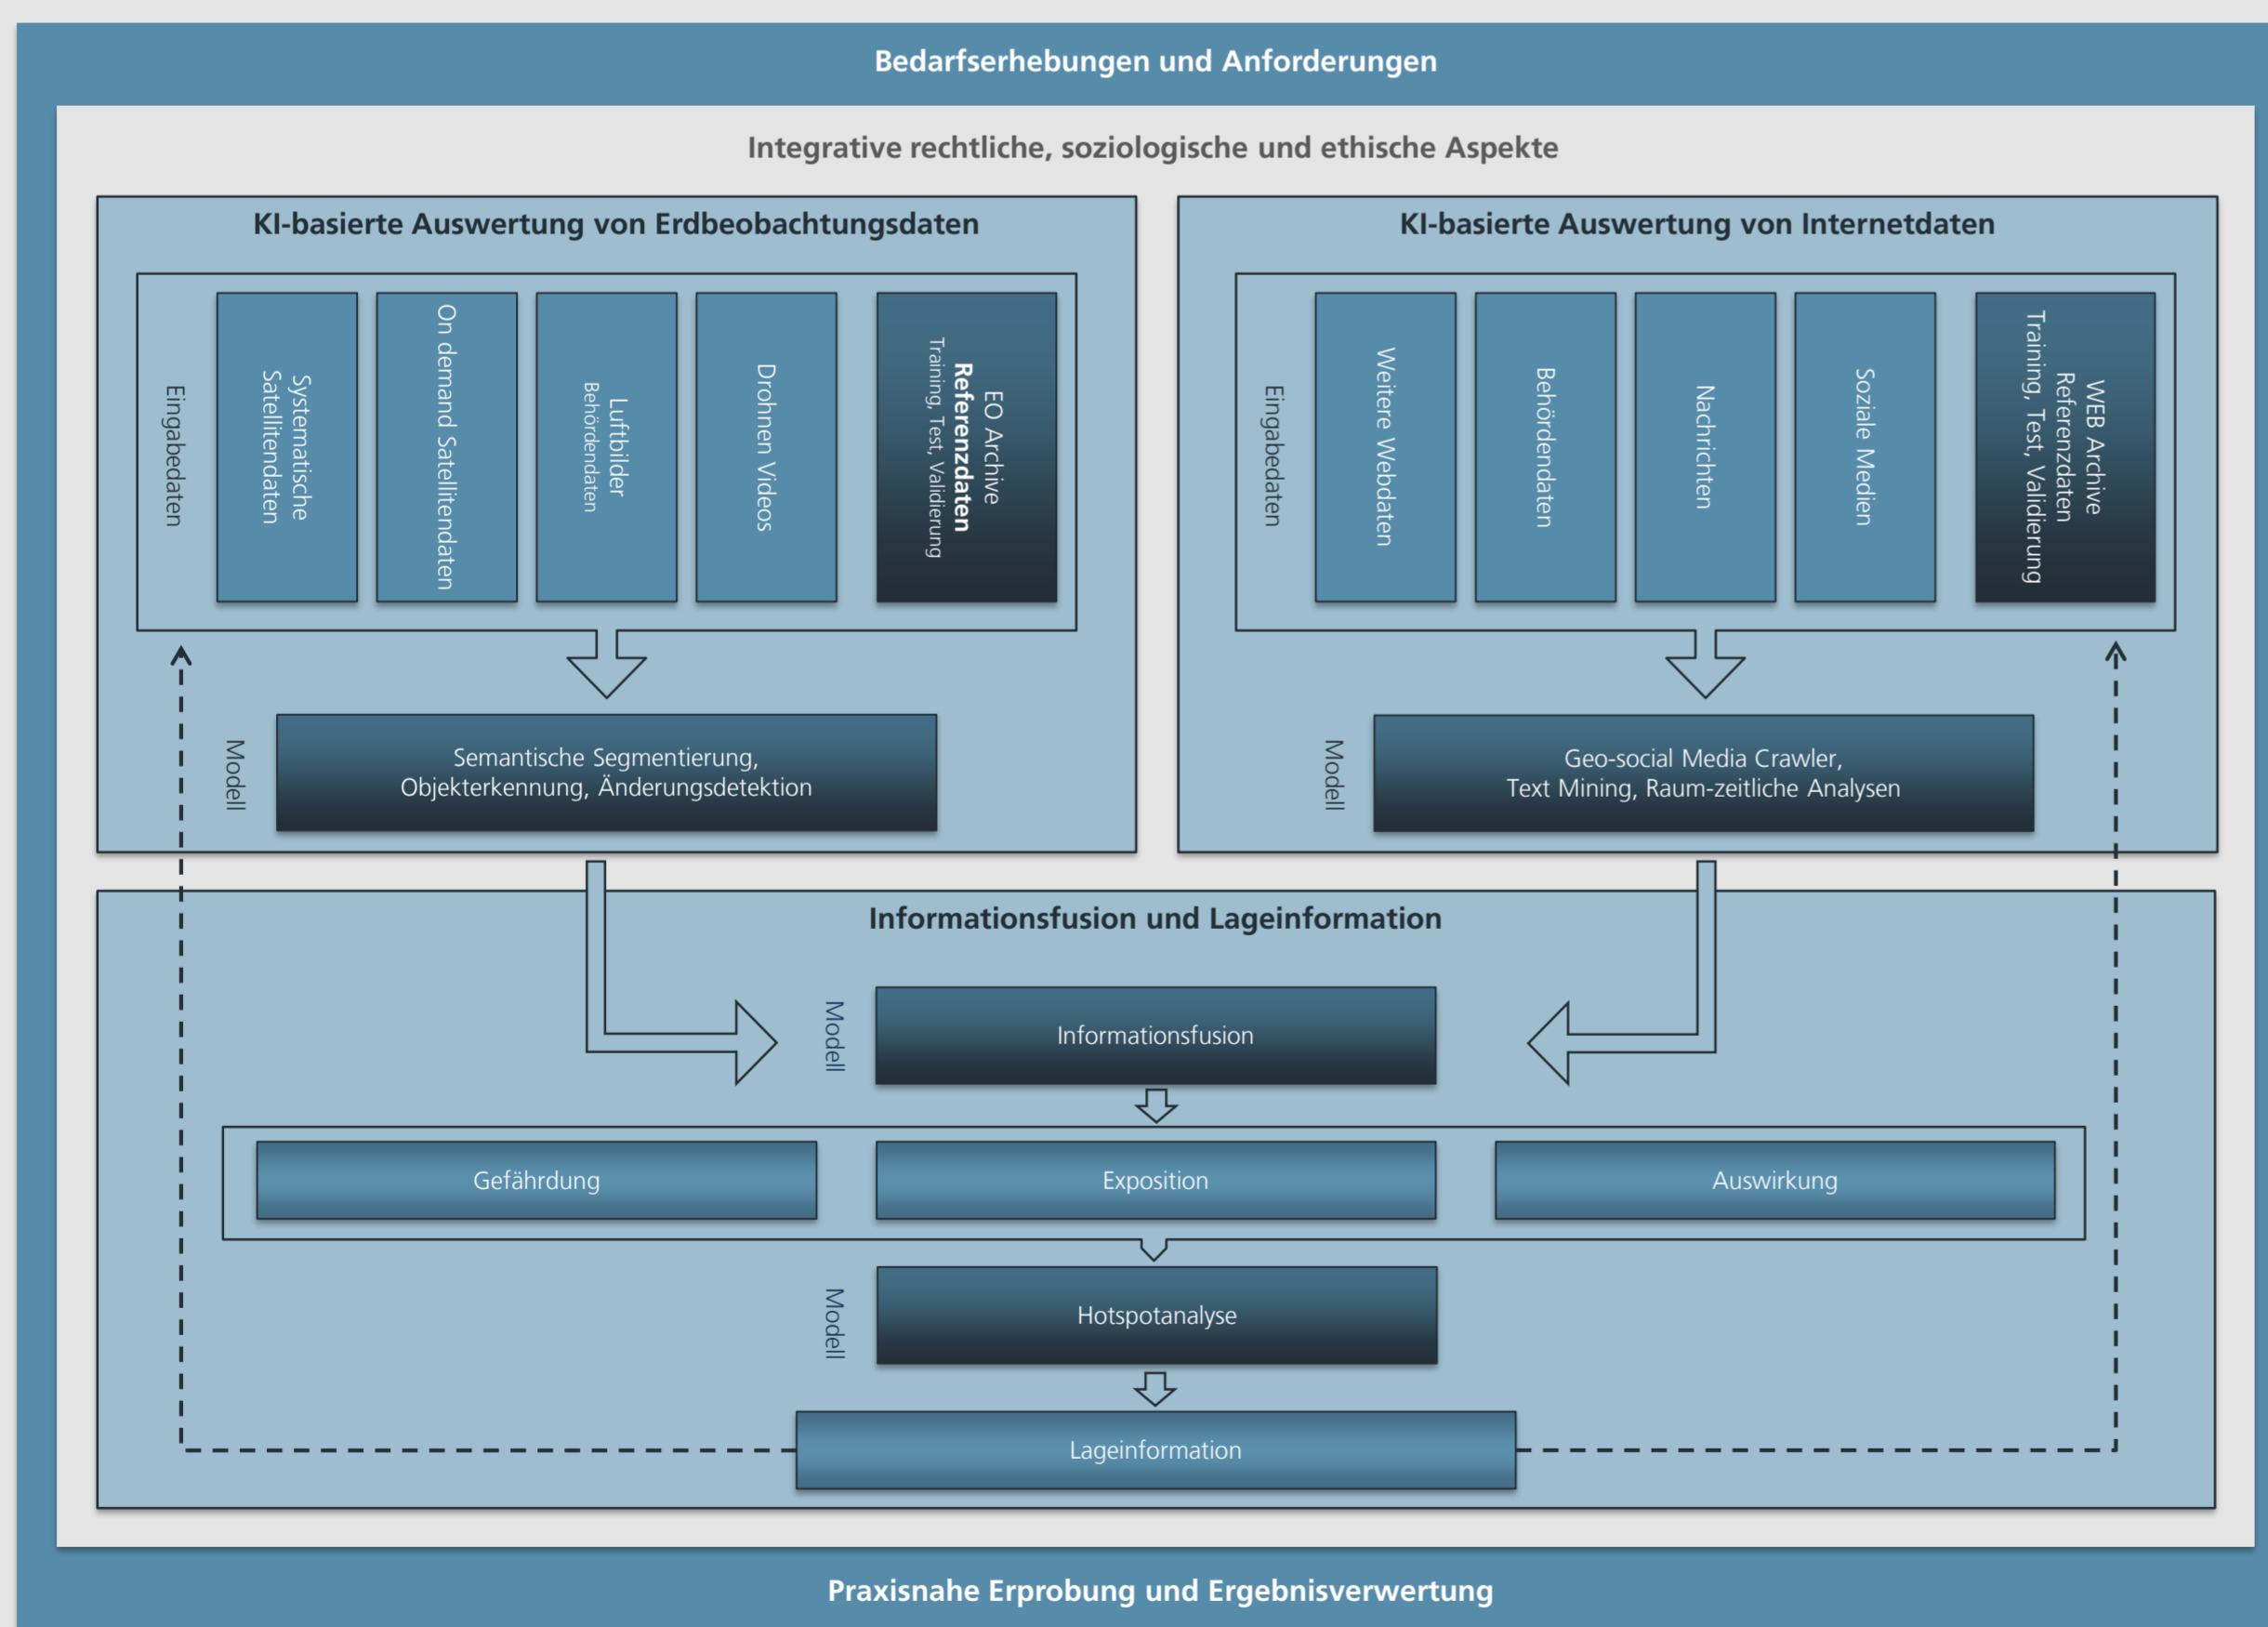 Bedarfserhebungen und Anforderungen
Integrative rechtliche, soziologische und ethische Aspekte
KI-basierte Auswertung von Erdbeobachtungsdaten
Eingabedaten
Systematische
Satellitendaten
On demand Satellitendaten
Luftbilder
Behördendaten
Drohnen Videos
EO Archive
Referenzdaten
Training, Test, Validierung
Modell
Semantische Segmentierung,
Objekterkennung, Änderungsdetektion
KI-basierte Auswertung von Internetdaten
Eingabedaten
Weitere Webdaten
Behördendaten
Nachrichten
Soziale Medien
WEB Archive
Referenzdaten
Training, Test, Validierung
Modell
Geo-social Media Crawler,
Text Mining, Raum-zeitliche Analysen
Informationsfusion und Lageinformation
Modell
Informationsfusion
Gefährdung
Exposition
Auswirkung
Modell
Hotspotanalyse
Lageinformation
Praxisnahe Erprobung und Ergebnisverwertung